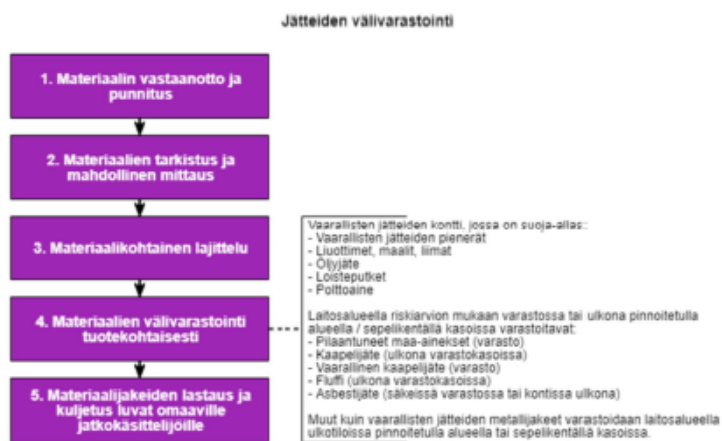 Jätteiden välivarastointi
1. Materiaalin vastaanotto ja
punnitus
2. Materiaalien tarkistus ja
mahdollinen mittaus
3. Materiaalikohtainen lajittelu
4. Materiaalien välivarastointi
tuotekohtaisesti
5. Materiaalijakeiden lastaus ja
kuljetus luvat omaaville
jatkokäsittelijöille
Vaarallisten jätteiden kontti, jossa on suoja-allas::
- Vaarallisten jätteiden pienerät
- Liuottimet, maalit, liimat
- Öljyjäte
- Loisteputket
- Polttoaine
Laitosalueella riskiarvion mukaan varastossa tai ulkona pinnoitetulla
alueella / sepelikentällä kasoissa varastoitavat:
- Pilaantuneet maa-ainekset (varasto)
- Kaapelijäte (ulkona varastokasoissa)
- Vaarallinen kaapelijäte (varasto)
- Fluffi (ulkona varastokasoissa)
- Asbestijäte (säkeissä varastossa tai kontissa ulkona)
Muut kuin vaarallisten jätteiden metallijakeet varastoidaan laitosalueella
ulkotiloissa pinnoitetulla alueella tai sepelikentällä kasoissa.